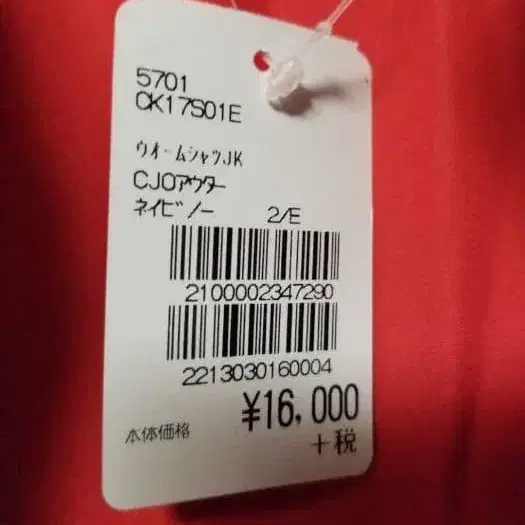 5701
CK17S01E
ウオームシャツJK
CJOアウター
ネイビノー 2/E
2100002347290
2213030160004
¥16,000
本体価格
+税